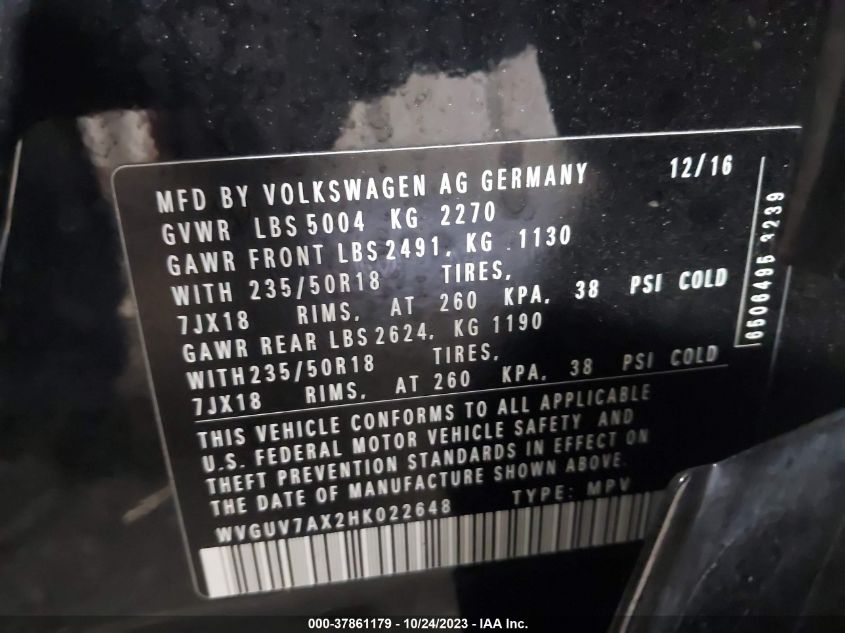 MFD BY VOLKSWAGEN AG GERMANY 12/16
GVWR LBS 5004 KG 2270
GAWR FRONT LBS 2491, KG 1130
WITH 235/50R18 TIRES,
7JX18 RIMS, AT 260 KPA, 38 PSI COLD
GAWR REAR LBS 2624, KG 1190
WITH 235/50R18 TIRES,
7JX18 RIMS, AT 260 KPA, 38 PSI COLD
THIS VEHICLE CONFORMS TO ALL APPLICABLE
U.S. FEDERAL MOTOR VEHICLE SAFETY AND
THEFT PREVENTION STANDARDS IN EFFECT ON
THE DATE OF MANUFACTURE SHOWN ABOVE.
WVGUV7AX2HK022648 TYPE: MPV
6506495 3239
000-37861179 - 10/24/2023 - IAA Inc.